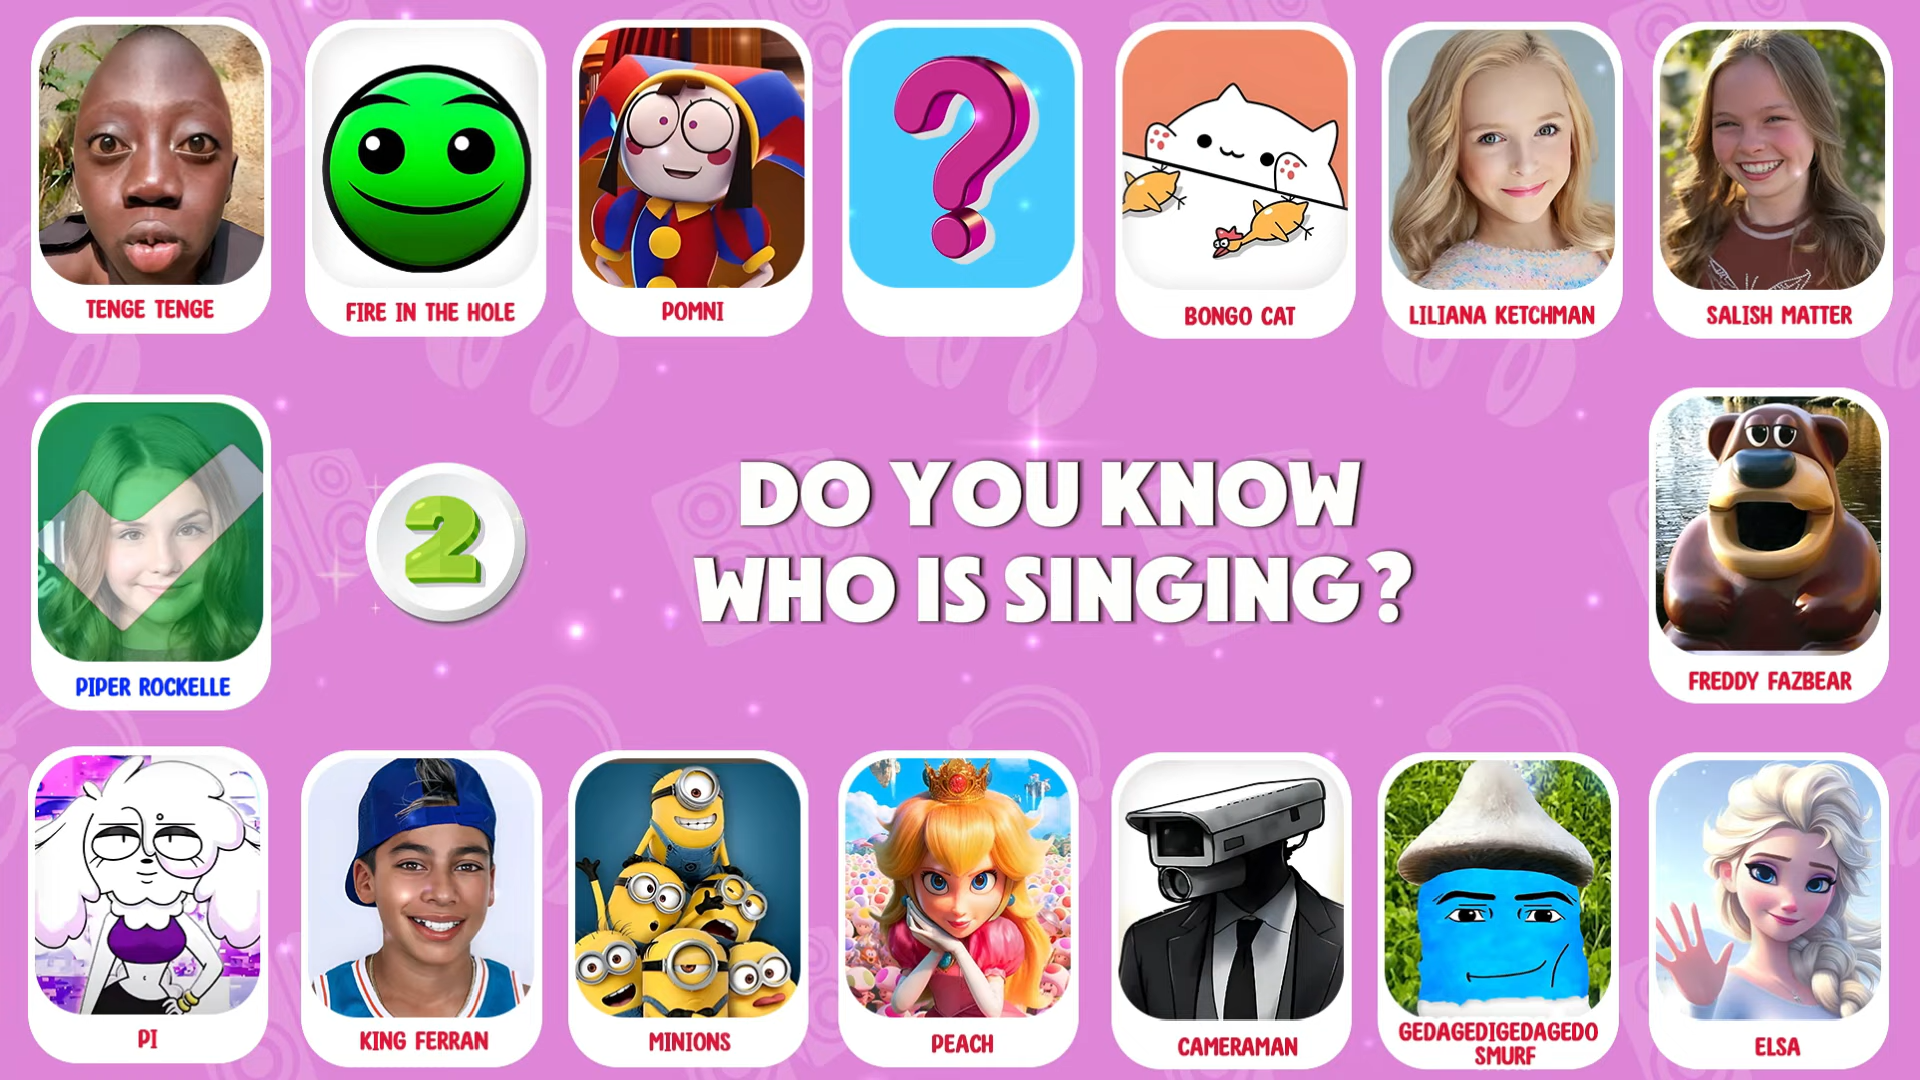 TENGE TENGE
FIRE IN THE HOLE
POMNI
?
BONGO CAT
LILIANA KETCHMAN
SALISH MATTER
PIPER ROCKELLE
2
DO YOU KNOW
WHO IS SINGING?
FREDDY FAZBEAR
PI
KING FERRAN
MINIONS
PEACH
CAMERAMAN
GEDAGEDIGEDAGEDO
SMURF
ELSA